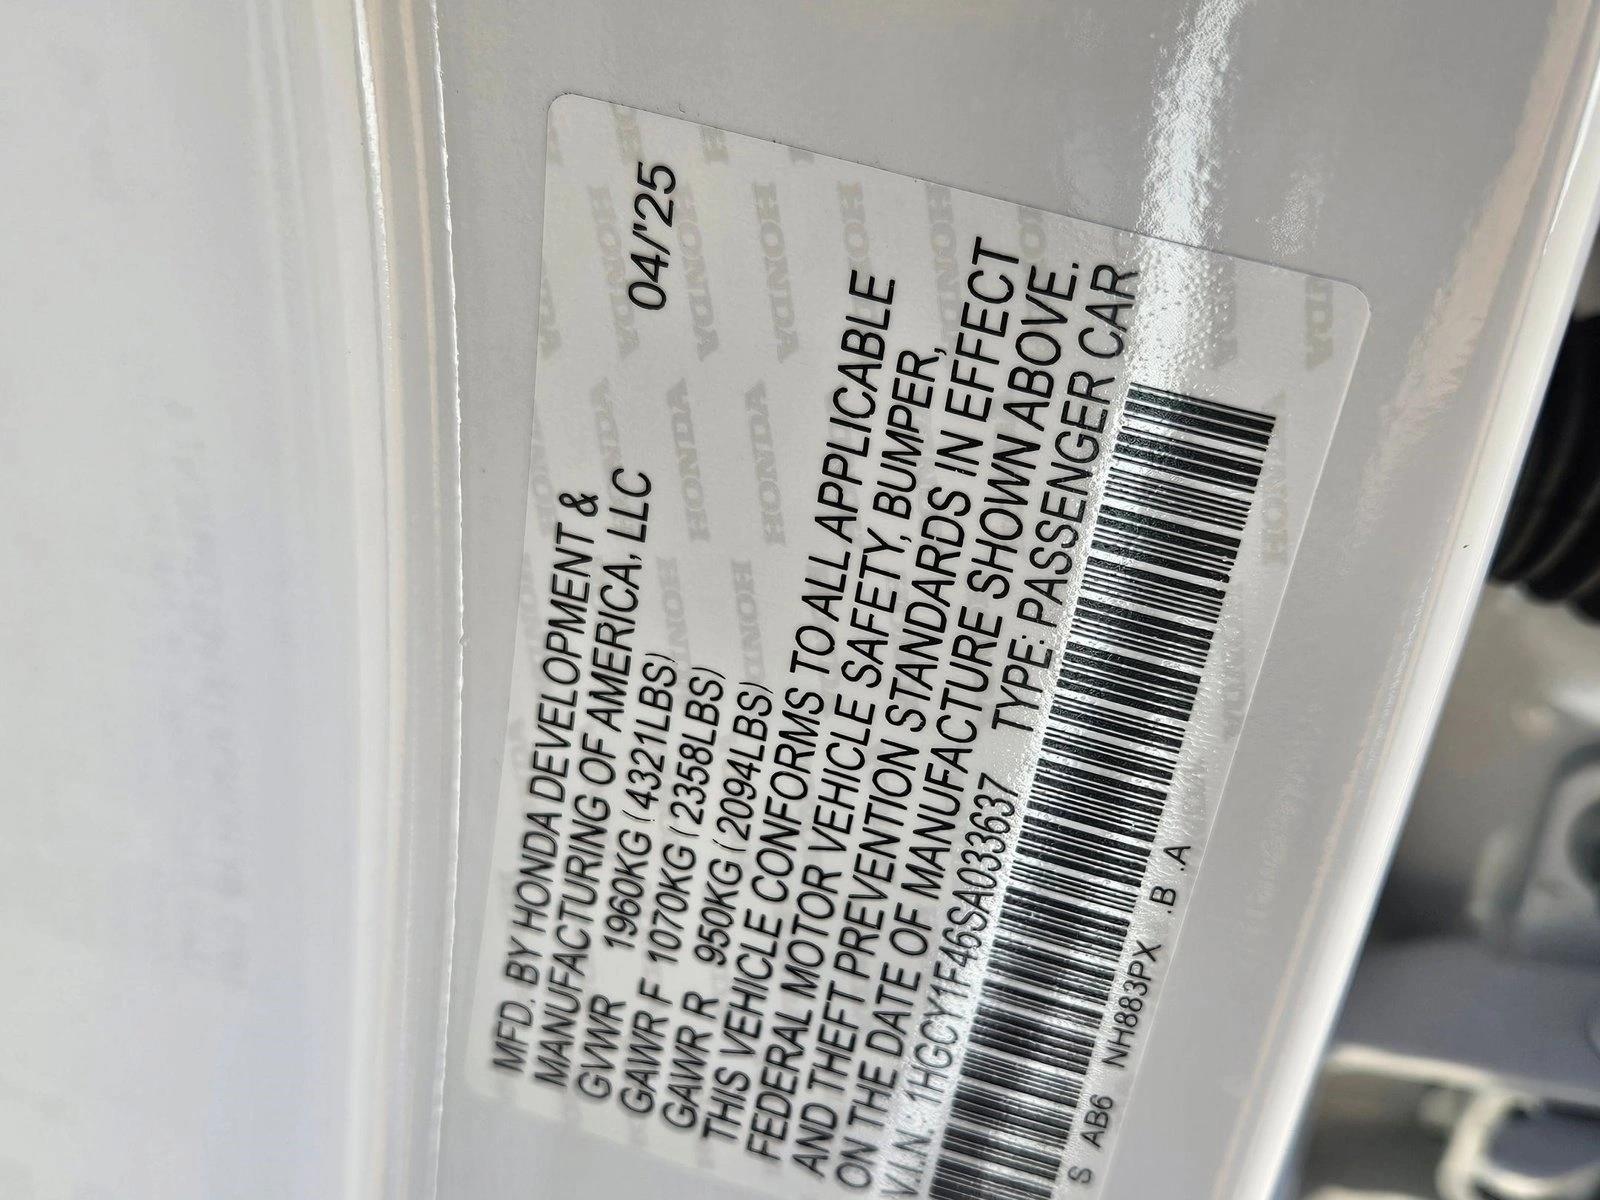 MFD. BY HONDA DEVELOPMENT &
MANUFACTURING OF AMERICA, LLC 04/'25
GVWR 1960KG (4321LBS)
GAWR F 1070KG (2358LBS)
GAWR R 950KG (2094LBS)
THIS VEHICLE CONFORMS TO ALL APPLICABLE
FEDERAL MOTOR VEHICLE SAFETY, BUMPER,
AND THEFT PREVENTION STANDARDS IN EFFECT
ON THE DATE OF MANUFACTURE SHOWN ABOVE.
V.I.N.: 1HGCY1F46SA033637 TYPE: PASSENGER CAR
S AB6 NH883PX .B .A